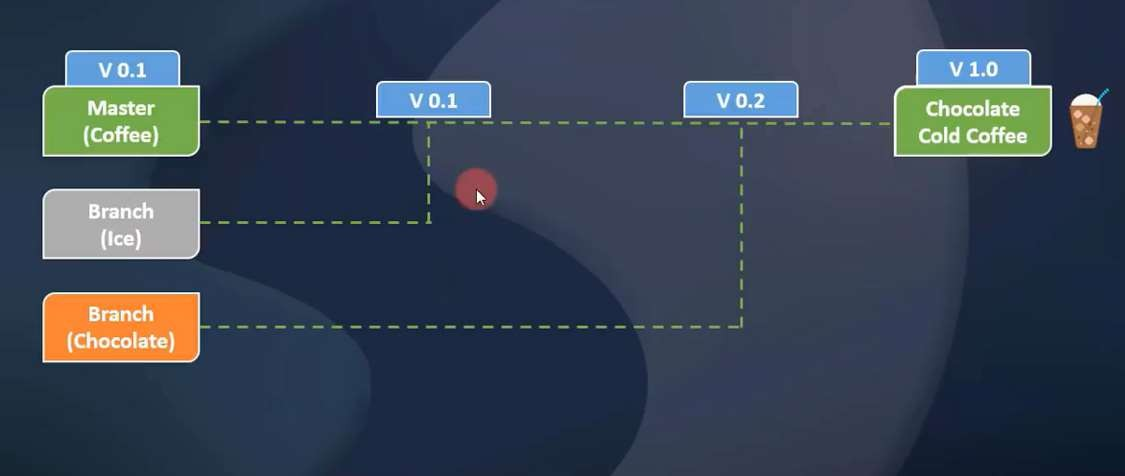 V 0.1
Master
(Coffee)
V 0.1
V 0.2
V 1.0
Chocolate
Cold Coffee
Branch
(Ice)
Branch
(Chocolate)